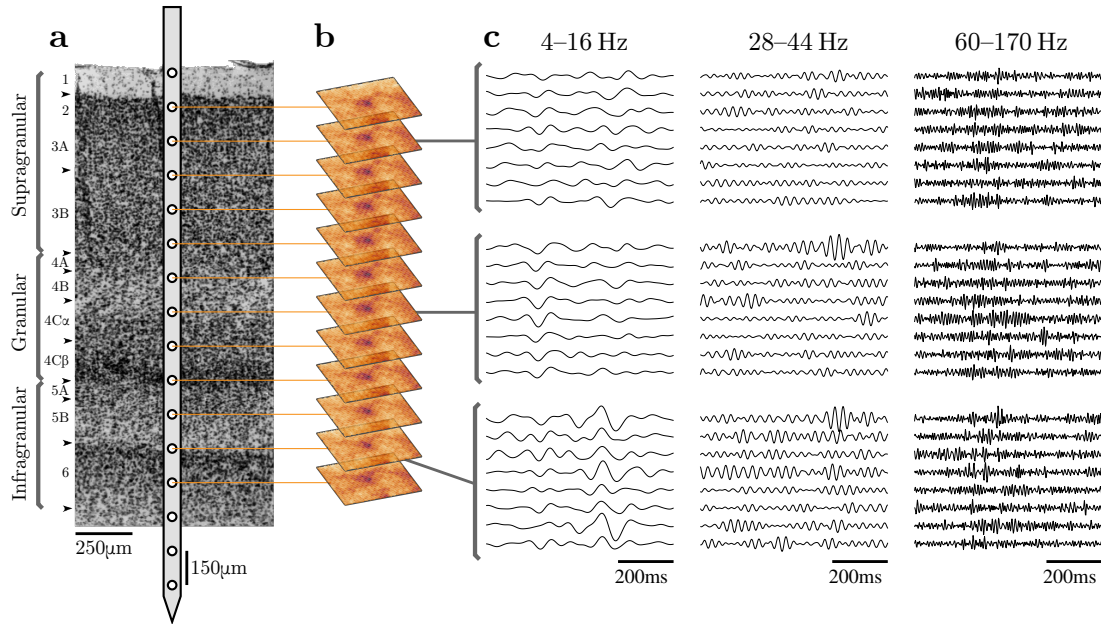 a
b
c
4–16 Hz
28–44 Hz
60–170 Hz
Supragranular
Granular
Infragranular
1
2
3A
3B
4A
4B
4Cα
4Cβ
5A
5B
6
250µm
150µm
200ms
200ms
200ms